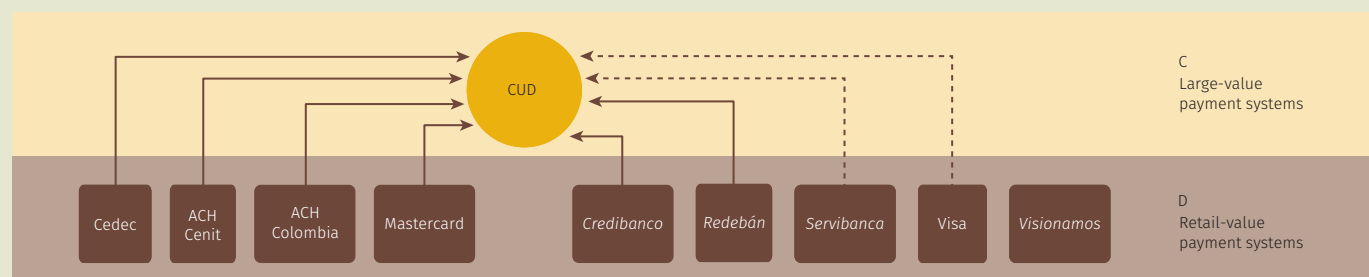 CUD
C
Large-value
payment systems
Cedec
ACH
Cenit
ACH
Colombia
Mastercard
Credibanco
Redebán
Servibanca
Visa
Visionamos
D
Retail-value
payment systems